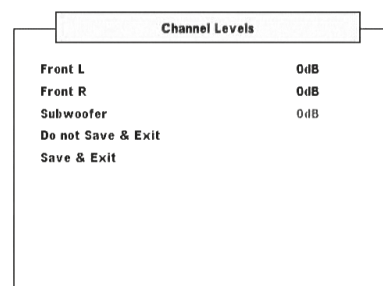 Channel Levels
Front L 0dB
Front R 0dB
Subwoofer 0dB
Do not Save & Exit
Save & Exit